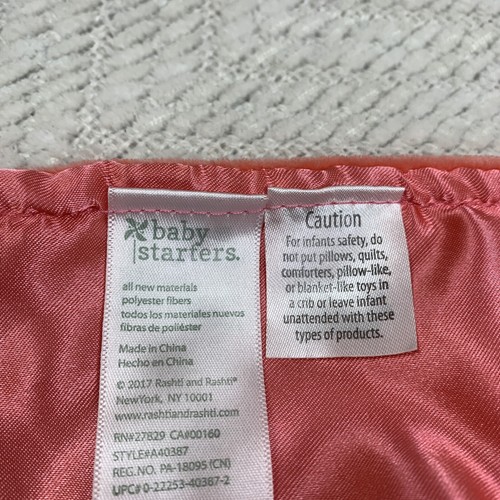 baby
starters.
all new materials
polyester fibers
todos los materiales nuevos
fibras de poliéster
Made in China
Hecho en China
© 2017 Rashti and Rashti®
NewYork, NY 10001
www.rashtiandrashti.com
RN#27829 CA#00160
STYLE#A40387
REG. NO. PA-18095 (CN)
UPC# 0-22253-40387-2
Caution
For infants safety, do
not put pillows, quilts,
comforters, pillow-like,
or blanket-like toys in
a crib or leave infant
unattended with these
types of products.